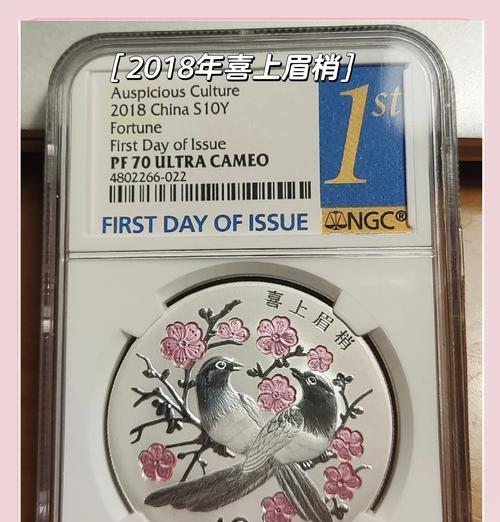 [2018年喜上眉梢]
Auspicious Culture
2018 China S10Y
Fortune
First Day of Issue
PF 70 ULTRA CAMEO
4802266-022
1st
FIRST DAY OF ISSUE
NGC®
喜上眉梢